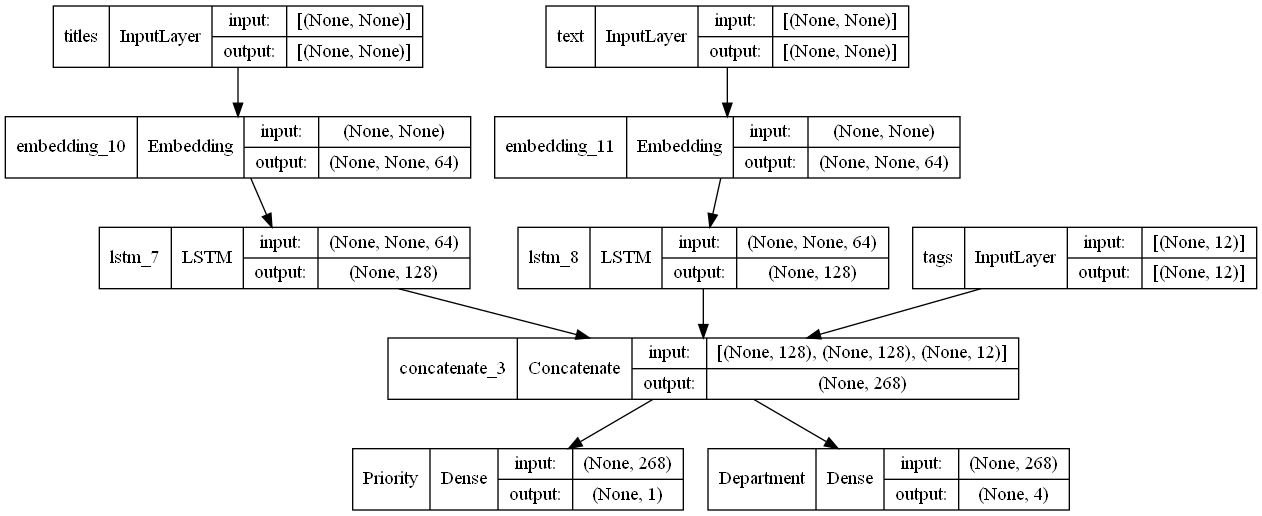 titles InputLayer input: [(None, None)]
output: [(None, None)]
text InputLayer input: [(None, None)]
output: [(None, None)]
embedding_10 Embedding input: (None, None)
output: (None, None, 64)
embedding_11 Embedding input: (None, None)
output: (None, None, 64)
lstm_7 LSTM input: (None, None, 64)
output: (None, 128)
lstm_8 LSTM input: (None, None, 64)
output: (None, 128)
tags InputLayer input: [(None, 12)]
output: [(None, 12)]
concatenate_3 Concatenate input: [(None, 128), (None, 128), (None, 12)]
output: (None, 268)
Priority Dense input: (None, 268)
output: (None, 1)
Department Dense input: (None, 268)
output: (None, 4)